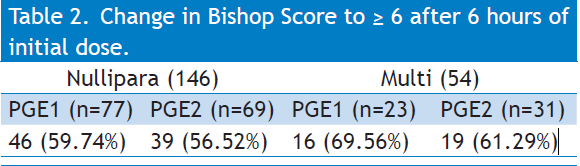 Table 2. Change in Bishop Score to ≥ 6 after 6 hours of
initial dose.
Nullipara (146) Multi (54)
PGE1 (n=77) PGE2 (n=69) PGE1 (n=23) PGE2 (n=31)
46 (59.74%) 39 (56.52%) 16 (69.56%) 19 (61.29%)